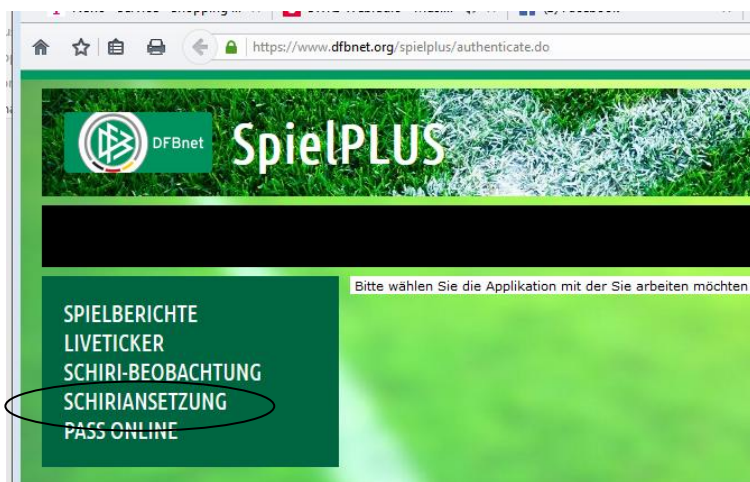 https://www.dfbnet.org/spielplus/authenticate.do
DFBnet
SpielPLUS
Bitte wählen Sie die Applikation mit der Sie arbeiten möchten
SPIELBERICHTE
LIVETICKER
SCHIRI-BEOBACHTUNG
SCHIRIANSETZUNG
PASS ONLINE